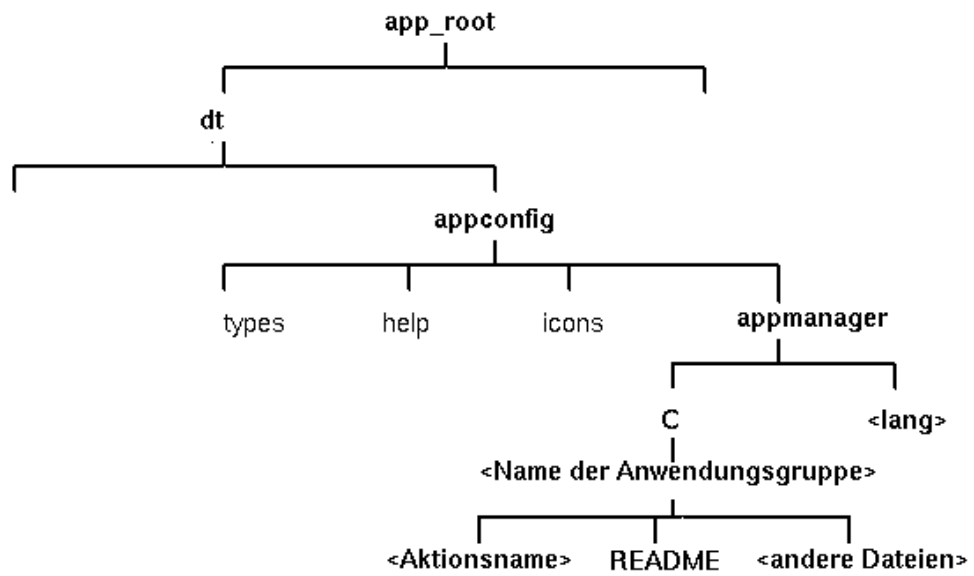 app_root
dt
appconfig
types help icons appmanager
C <lang>
<Name der Anwendungsgruppe>
<Aktionsname> README <andere Dateien>